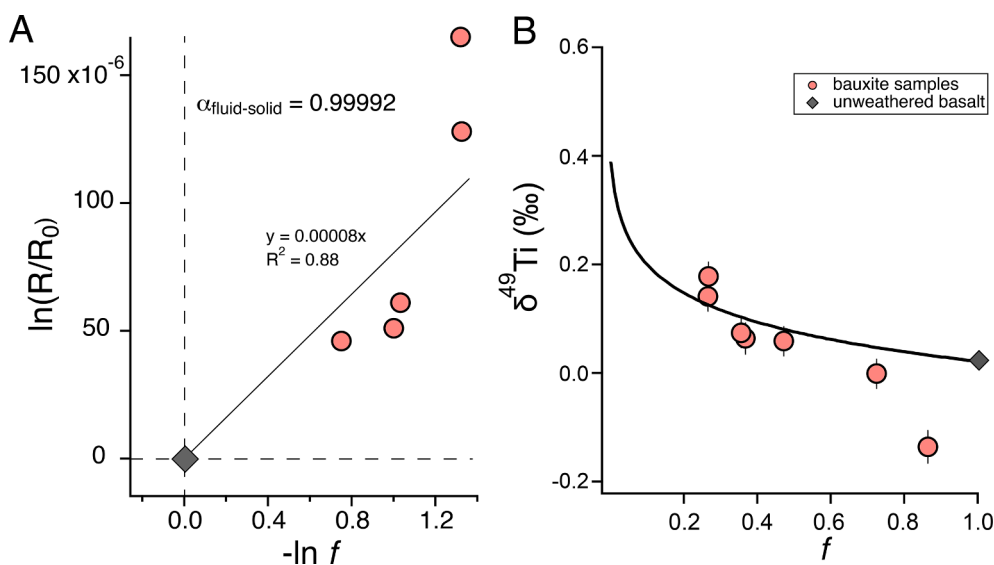 A
150 x10-6
100
50
0
ln(R/R0)
αfluid-solid = 0.99992
y = 0.00008x
R2 = 0.88
0.0 0.4 0.8 1.2
-ln f
B
0.6
0.4
0.2
0.0
-0.2
δ49Ti (‰)
bauxite samples
unweathered basalt
0.2 0.4 0.6 0.8 1.0
f